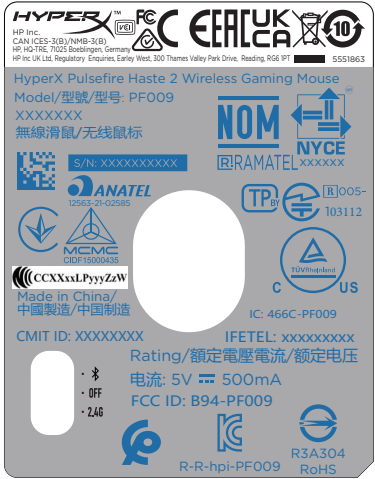 HYPERX™
VEI
FC
EAC
UK
CA
10
HP Inc.
CAN ICES-3(B)/NMB-3(B)
HP, HQ-TRE, 71025 Boeblingen, Germany
HP Inc UK Ltd, Regulatory Enquiries, Earley West, 300 Thames Valley Park Drive, Reading, RG6 1PT
5551863
HyperX Pulsefire Haste 2 Wireless Gaming Mouse
Model/型號/型号: PF009
XXXXXXX
無線滑鼠/无线鼠标
NOM
NYCE
S/N: XXXXXXXXXXX
R RAMATEL xxxxxx
ANATEL
12563-21-02585
TP BY
R 005-
103112
MCMC
CIDF15000435
TÜVRheinland
C US
CCXXxxLPyyyZzW
Made in China/
中國製造/中国制造
IC: 466C-PF009
CMIT ID: XXXXXXXX
IFETEL: xxxxxxxxx
Rating/額定電壓電流/额定电压
电流: 5V ⎓ 500mA
OFF
2.4G
FCC ID: B94-PF009
R-R-hpi-PF009
R3A304
RoHS